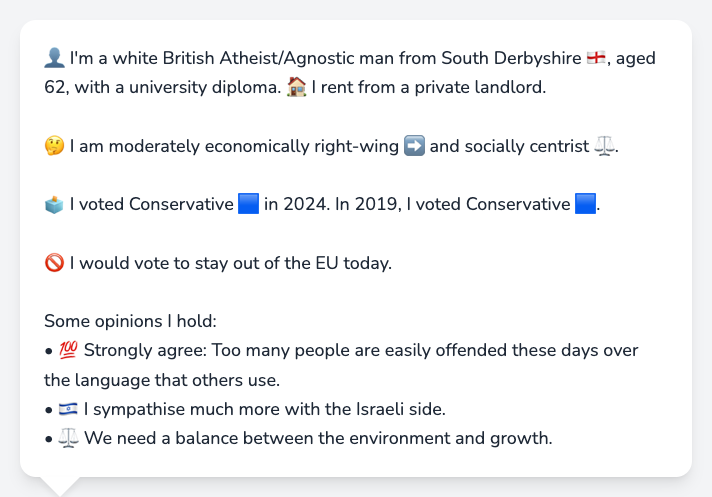 👤 I'm a white British Atheist/Agnostic man from South Derbyshire 🏴󠁧󠁢󠁥󠁮󠁧󠁿, aged
62, with a university diploma. 🏠 I rent from a private landlord.
🤔 I am moderately economically right-wing ➡️ and socially centrist ⚖️.
🗳️ I voted Conservative 🟦 in 2024. In 2019, I voted Conservative 🟦.
🚫 I would vote to stay out of the EU today.
Some opinions I hold:
• 💯 Strongly agree: Too many people are easily offended these days over
the language that others use.
• 🇮🇱 I sympathise much more with the Israeli side.
• ⚖️ We need a balance between the environment and growth.